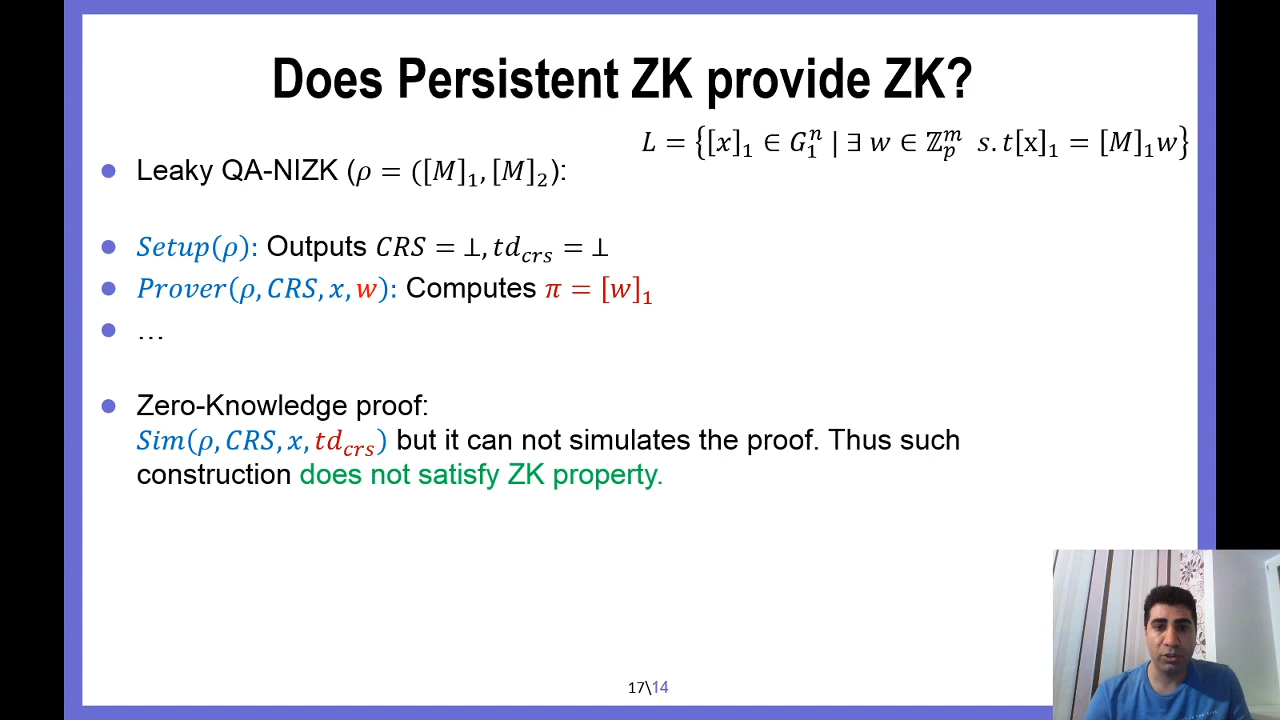 Does Persistent ZK provide ZK?
L = {[x]₁ ∈ G₁ⁿ | ∃ w ∈ ℤₚᵐ s.t[x]₁ = [M]₁w}
● Leaky QA-NIZK (ρ = ([M]₁, [M]₂):
● Setup(ρ): Outputs CRS = ⊥, td_crs = ⊥
● Prover(ρ, CRS, x, w): Computes π = [w]₁
● …
● Zero-Knowledge proof:
Sim(ρ, CRS, x, td_crs) but it can not simulates the proof. Thus such
construction does not satisfy ZK property.
17\14